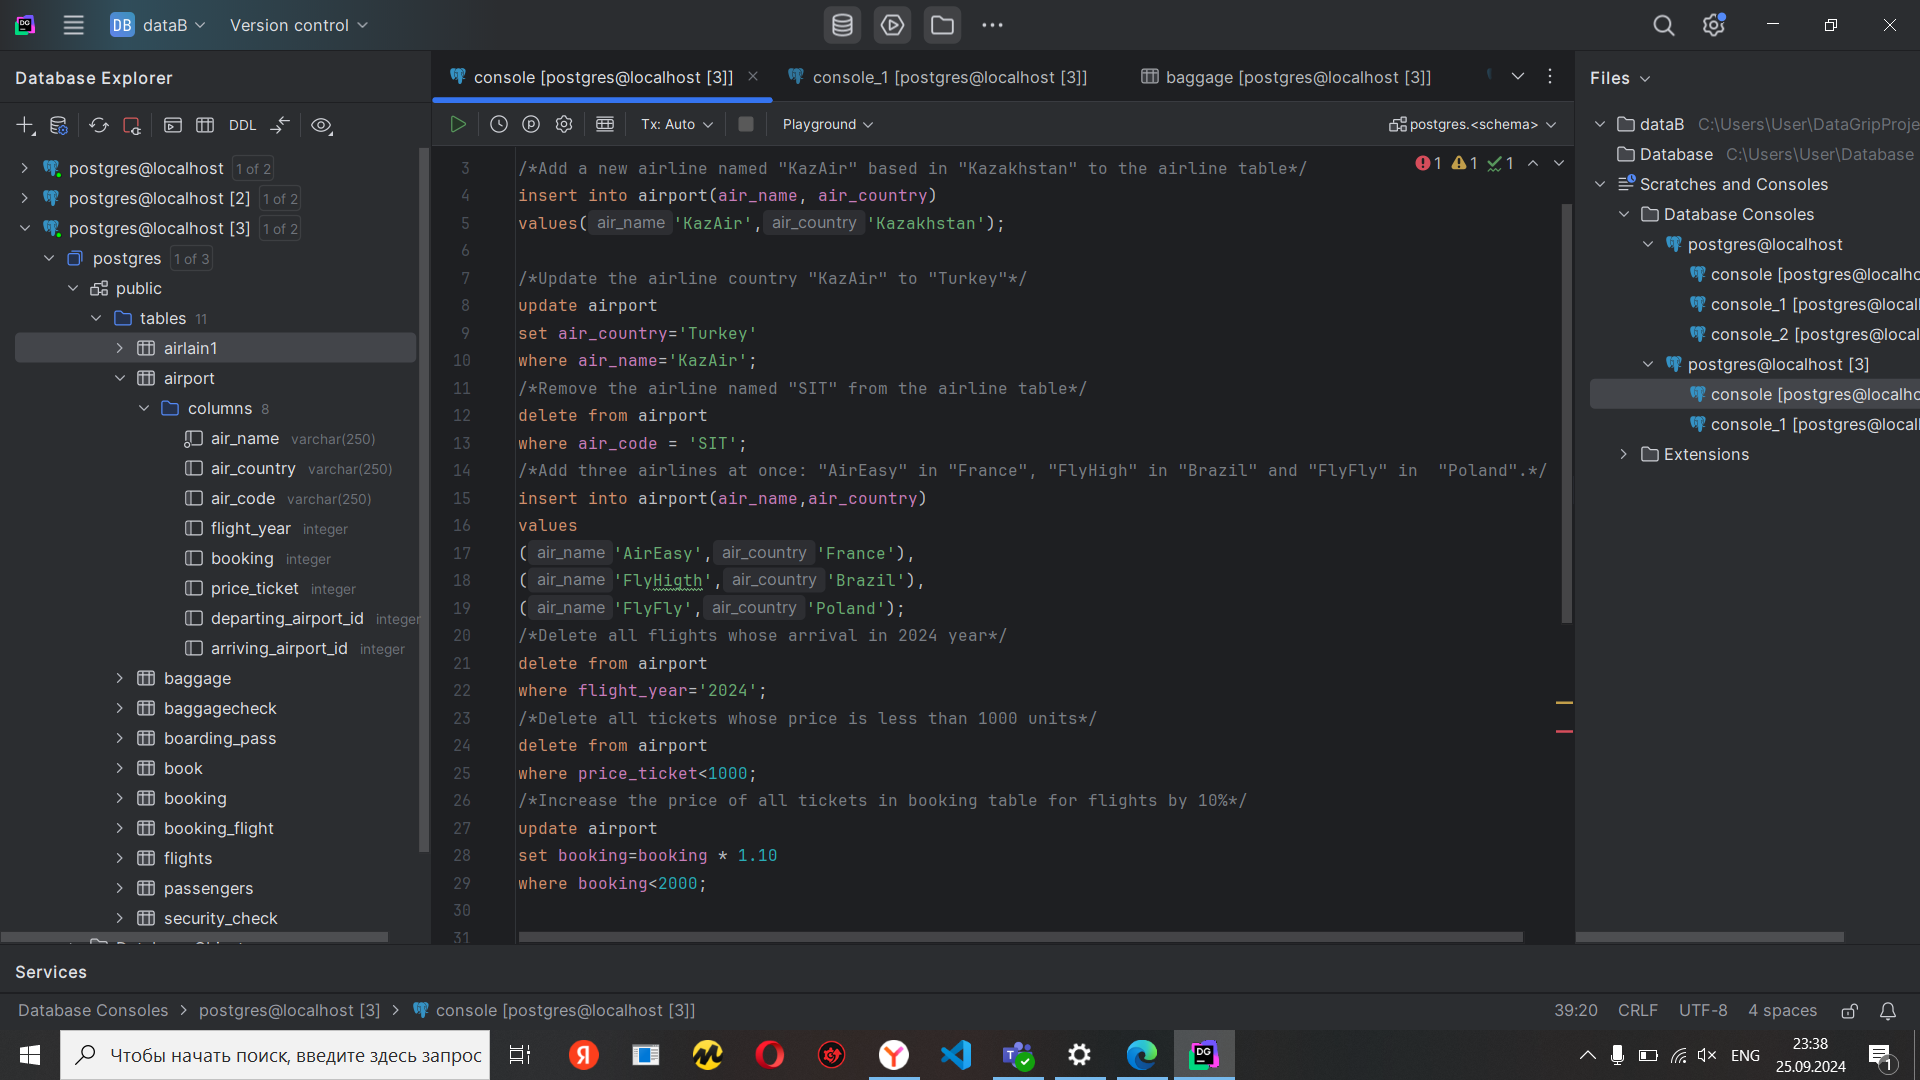 DB dataB Version control
Database Explorer
DDL
postgres@localhost 1 of 2
postgres@localhost [2] 1 of 2
postgres@localhost [3] 1 of 2
postgres 1 of 3
public
tables 11
airlain1
airport
columns 8
air_name varchar(250)
air_country varchar(250)
air_code varchar(250)
flight_year integer
booking integer
price_ticket integer
departing_airport_id integer
arriving_airport_id integer
baggage
baggagecheck
boarding_pass
book
booking
booking_flight
flights
passengers
security_check
console [postgres@localhost [3]] console_1 [postgres@localhost [3]] baggage [postgres@localhost [3]]
Tx: Auto Playground postgres.<schema>
1 1 1
3 /*Add a new airline named "KazAir" based in "Kazakhstan" to the airline table*/
4 insert into airport(air_name, air_country)
5 values( air_name 'KazAir', air_country 'Kazakhstan');
6
7 /*Update the airline country "KazAir" to "Turkey"*/
8 update airport
9 set air_country='Turkey'
10 where air_name='KazAir';
11 /*Remove the airline named "SIT" from the airline table*/
12 delete from airport
13 where air_code = 'SIT';
14 /*Add three airlines at once: "AirEasy" in "France", "FlyHigh" in "Brazil" and "FlyFly" in  "Poland".*/
15 insert into airport(air_name,air_country)
16 values
17 ( air_name 'AirEasy', air_country 'France'),
18 ( air_name 'FlyHigth', air_country 'Brazil'),
19 ( air_name 'FlyFly', air_country 'Poland');
20 /*Delete all flights whose arrival in 2024 year*/
21 delete from airport
22 where flight_year='2024';
23 /*Delete all tickets whose price is less than 1000 units*/
24 delete from airport
25 where price_ticket<1000;
26 /*Increase the price of all tickets in booking table for flights by 10%*/
27 update airport
28 set booking=booking * 1.10
29 where booking<2000;
30
31
Files
dataB C:\Users\User\DataGripProje
Database C:\Users\User\Database
Scratches and Consoles
Database Consoles
postgres@localhost
console [postgres@localho
console_1 [postgres@local
console_2 [postgres@local
postgres@localhost [3]
console [postgres@localho
console_1 [postgres@local
Extensions
Services
Database Consoles > postgres@localhost [3] > console [postgres@localhost [3]]
39:20 CRLF UTF-8 4 spaces
Чтобы начать поиск, введите здесь запрос
ENG
23:38
25.09.2024
1